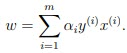 w = \sum_{i=1}^{m} \alpha_i y^{(i)} x^{(i)}.